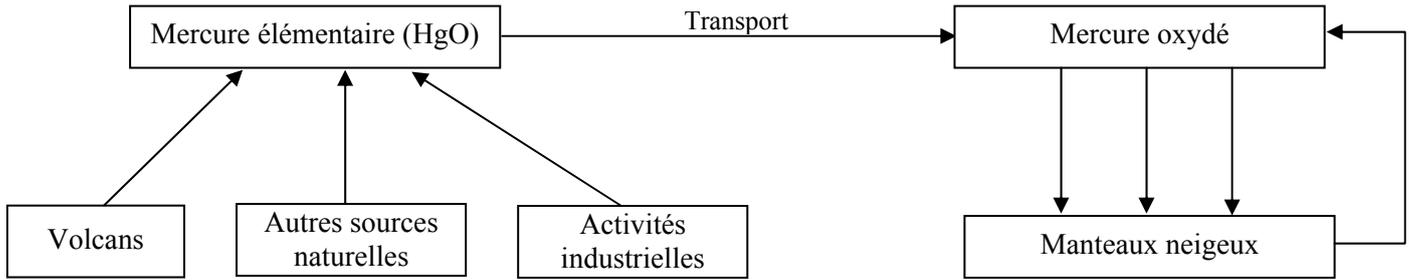 Mercure élémentaire (HgO)
Transport
Mercure oxydé
Volcans
Autres sources
naturelles
Activités
industrielles
Manteaux neigeux